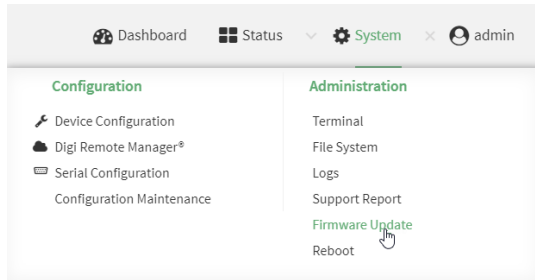 Dashboard Status System admin
Configuration
Device Configuration
Digi Remote Manager®
Serial Configuration
Configuration Maintenance
Administration
Terminal
File System
Logs
Support Report
Firmware Update
Reboot